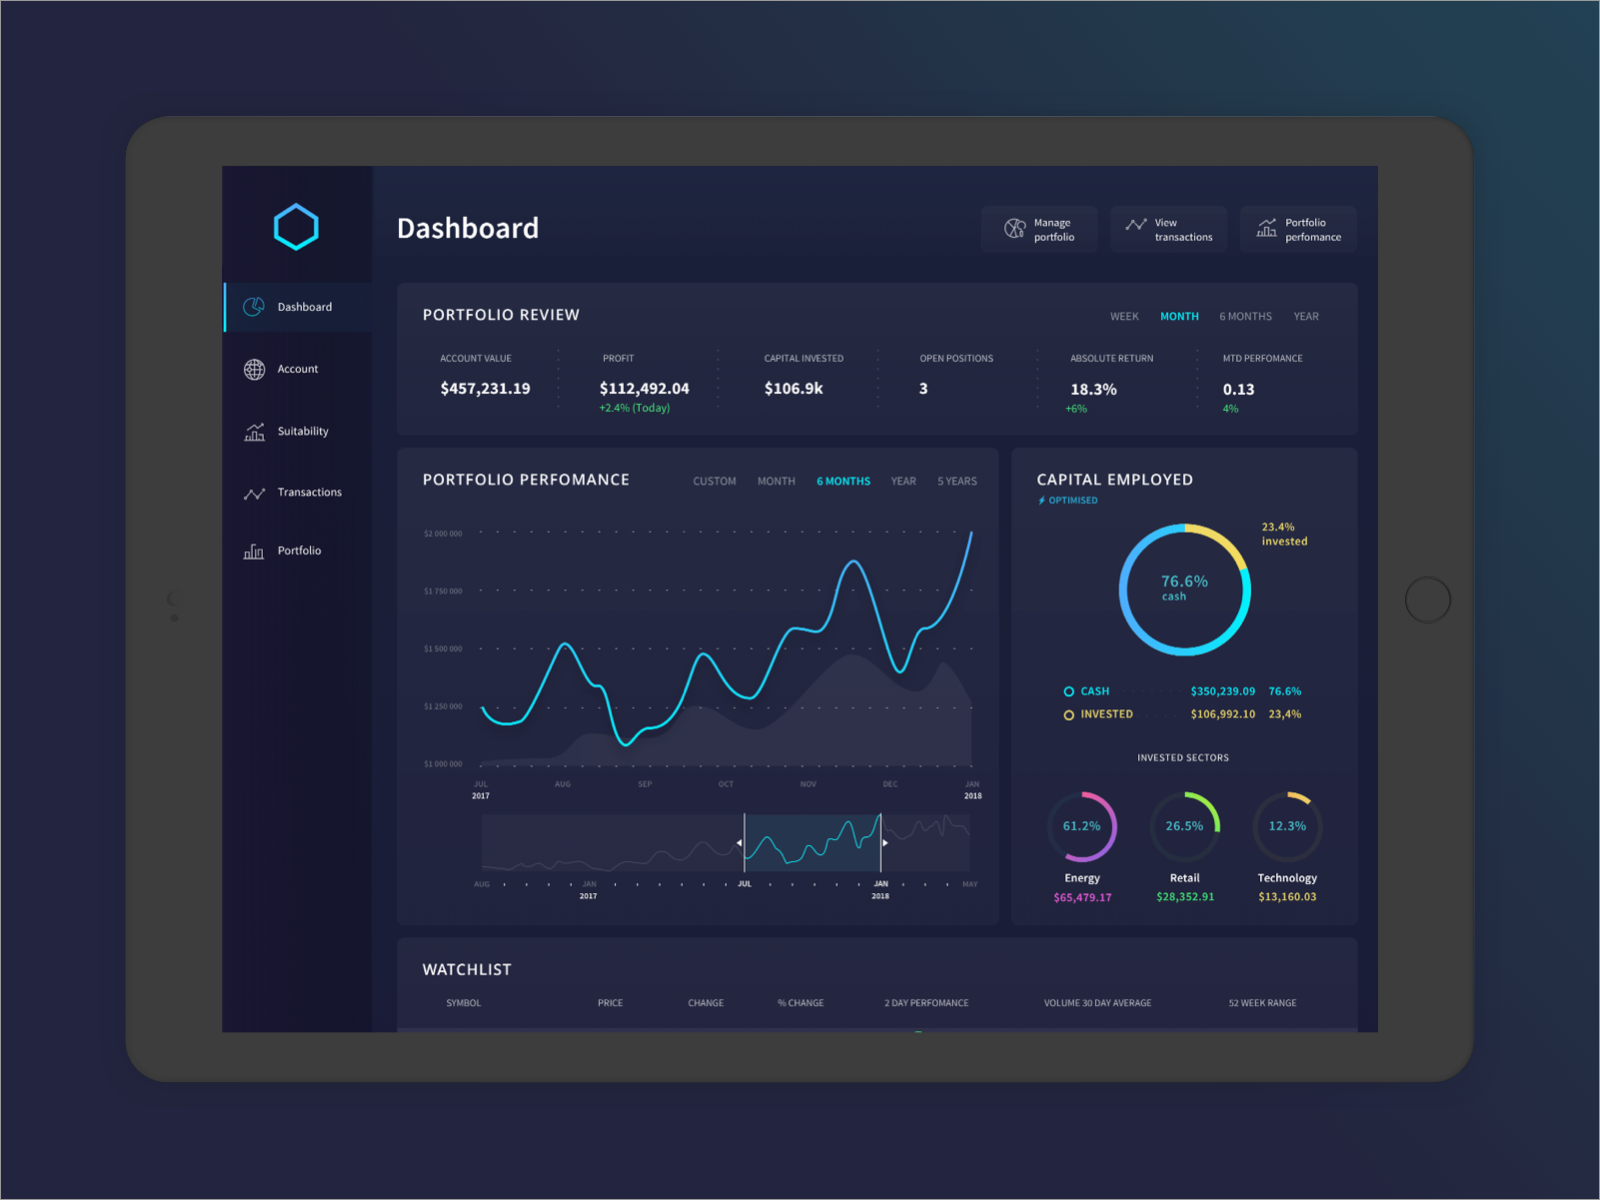 Dashboard
Manage
portfolio
View
transactions
Portfolio
perfomance
Dashboard
Account
Suitability
Transactions
Portfolio
PORTFOLIO REVIEW
WEEK MONTH 6 MONTHS YEAR
ACCOUNT VALUE PROFIT CAPITAL INVESTED OPEN POSITIONS ABSOLUTE RETURN MTD PERFOMANCE
$457,231.19 $112,492.04 $106.9k 3 18.3% 0.13
+2.4% (Today) +6% 4%
PORTFOLIO PERFOMANCE
CUSTOM MONTH 6 MONTHS YEAR 5 YEARS
$2 000 000
$1 750 000
$1 500 000
$1 250 000
$1 000 000
JUL AUG SEP OCT NOV DEC JAN
2017 2018
AUG JAN JUL JAN MAY
2017 2018
CAPITAL EMPLOYED
OPTIMISED
23.4%
invested
76.6%
cash
CASH $350,239.09 76.6%
INVESTED $106,992.10 23,4%
INVESTED SECTORS
61.2% 26.5% 12.3%
Energy Retail Technology
$65,479.17 $28,352.91 $13,160.03
WATCHLIST
SYMBOL PRICE CHANGE % CHANGE 2 DAY PERFOMANCE VOLUME 30 DAY AVERAGE 52 WEEK RANGE